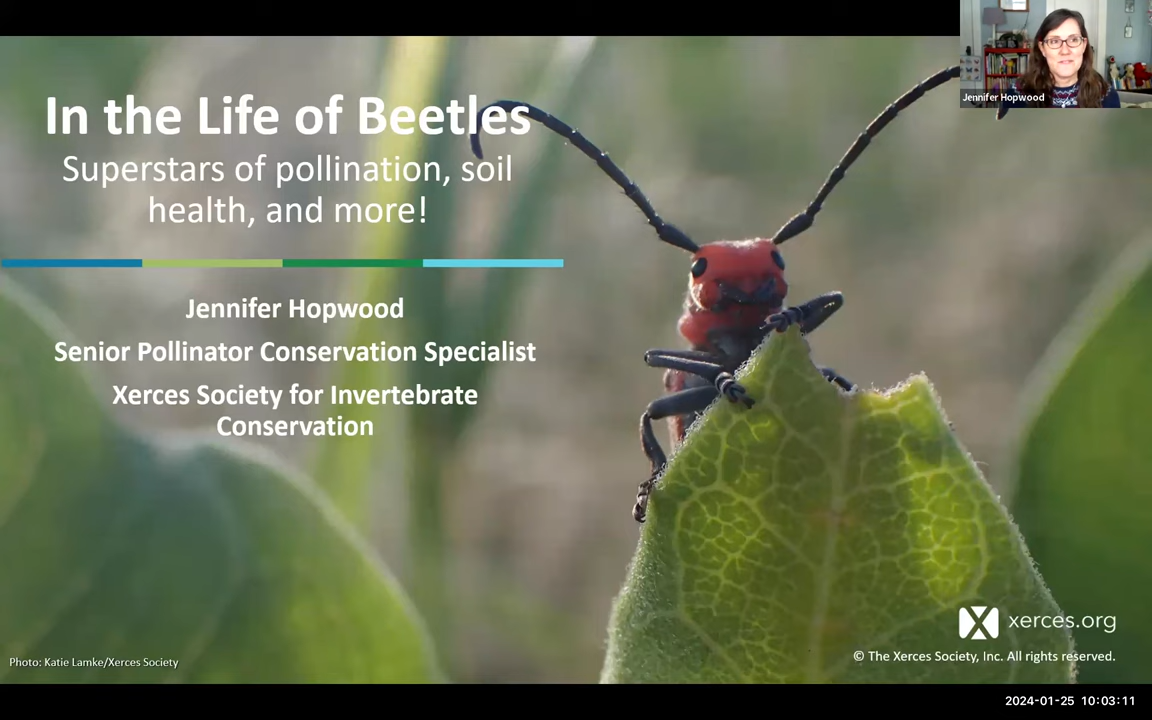 Jennifer Hopwood
In the Life of Beetles
Superstars of pollination, soil
health, and more!
Jennifer Hopwood
Senior Pollinator Conservation Specialist
Xerces Society for Invertebrate
Conservation
xerces.org
Photo: Katie Lamke/Xerces Society
© The Xerces Society, Inc. All rights reserved.
2024-01-25 10:03:11